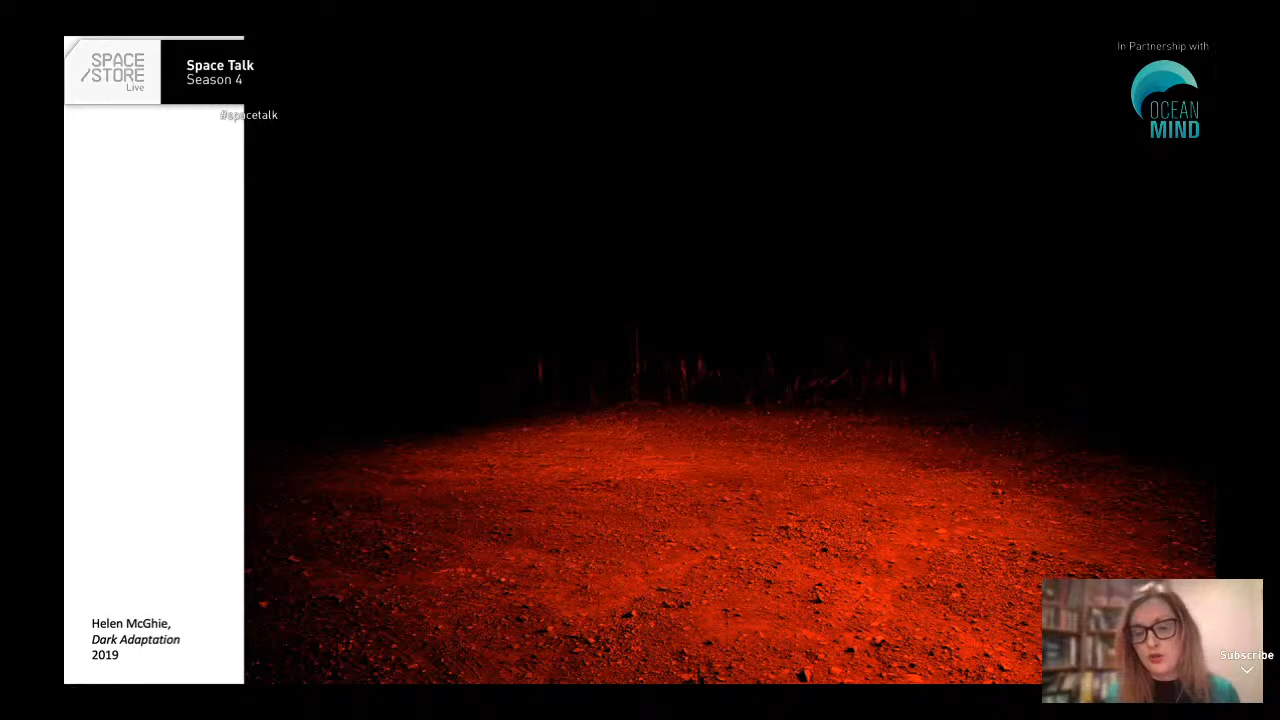 SPACE
/STORE
Live
Space Talk
Season 4
#spacetalk
In Partnership with
OCEAN
MIND
Helen McGhie,
Dark Adaptation
2019
Subscribe